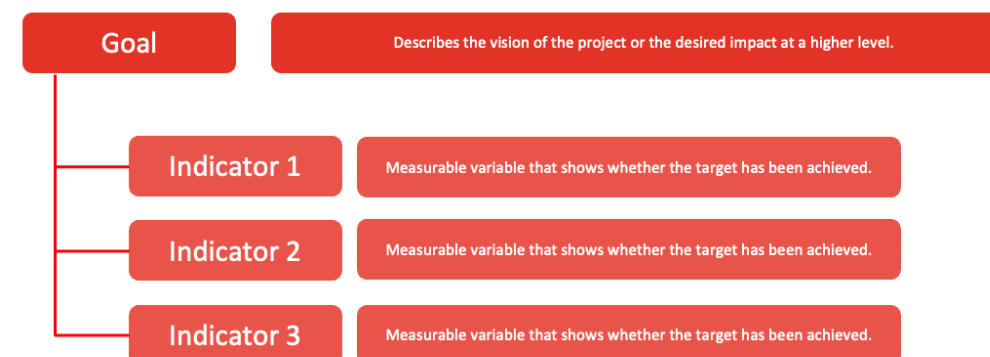 Goal
Describes the vision of the project or the desired impact at a higher level.
Indicator 1
Measurable variable that shows whether the target has been achieved.
Indicator 2
Measurable variable that shows whether the target has been achieved.
Indicator 3
Measurable variable that shows whether the target has been achieved.